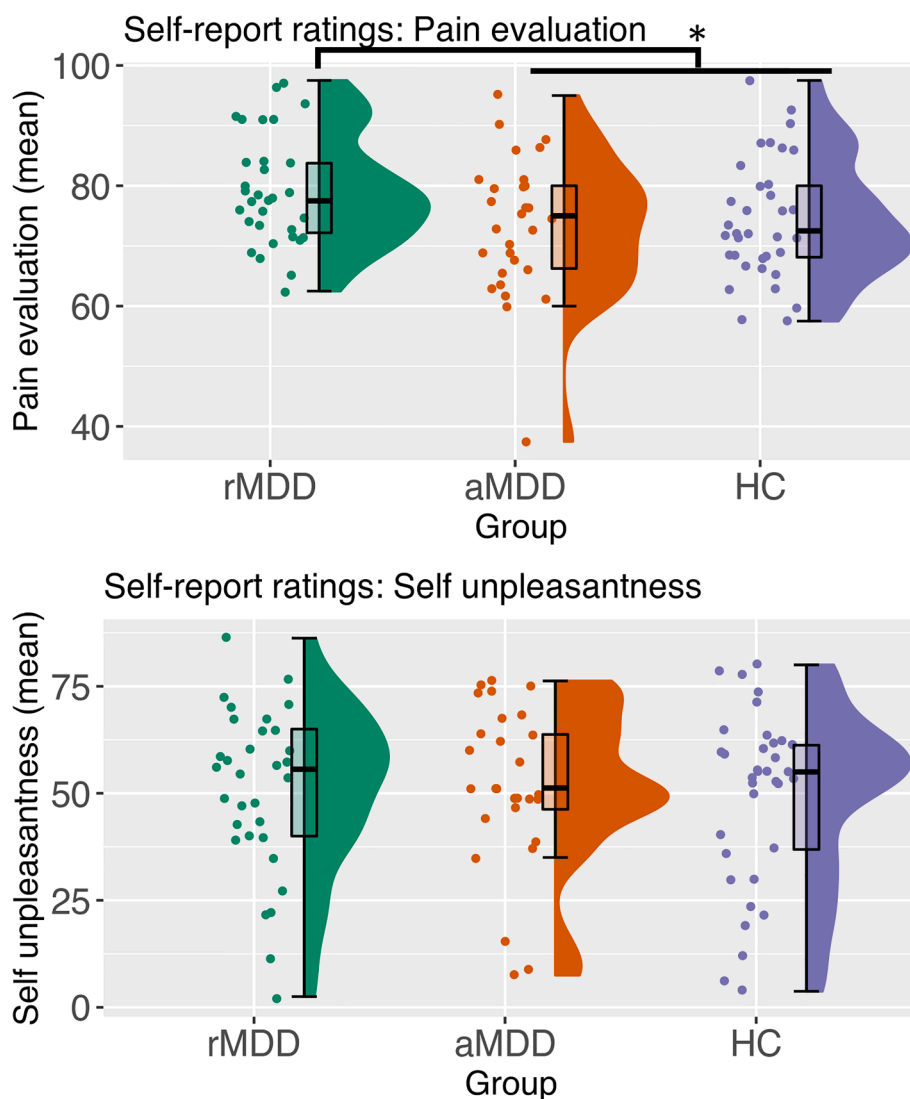 Self-report ratings: Pain evaluation *
Pain evaluation (mean)
100
80
60
40
rMDD aMDD HC
Group
Self-report ratings: Self unpleasantness
Self unpleasantness (mean)
75
50
25
0
rMDD aMDD HC
Group